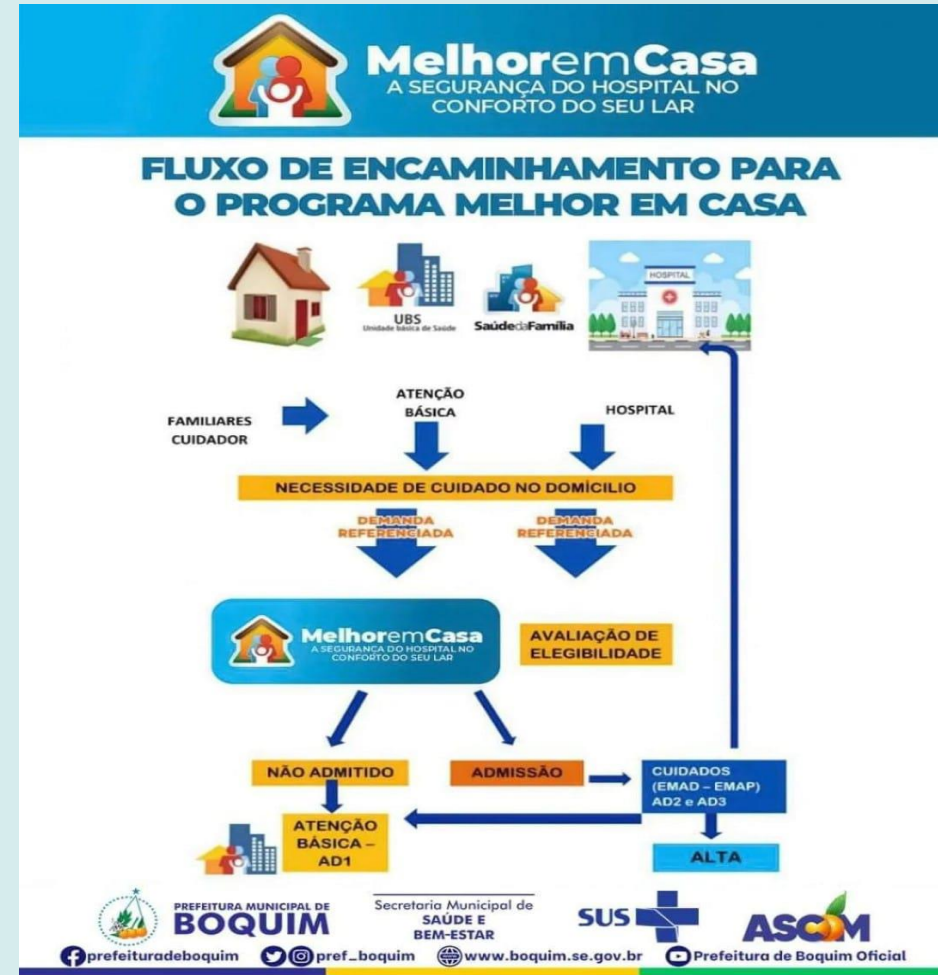 MelhoremCasa
A SEGURANÇA DO HOSPITAL NO
CONFORTO DO SEU LAR
FLUXO DE ENCAMINHAMENTO PARA
O PROGRAMA MELHOR EM CASA
UBS
Unidade básica de Saúde
SaúdedaFamília
HOSPITAL
FAMILIARES
CUIDADOR
ATENÇÃO
BÁSICA
HOSPITAL
NECESSIDADE DE CUIDADO NO DOMÍCILIO
DEMANDA
REFERENCIADA
DEMANDA
REFERENCIADA
MelhoremCasa
A SEGURANÇA DO HOSPITAL NO
CONFORTO DO SEU LAR
AVALIAÇÃO DE
ELEGIBILIDADE
NÃO ADMITIDO
ADMISSÃO
CUIDADOS
(EMAD – EMAP)
AD2 e AD3
ATENÇÃO
BÁSICA –
AD1
ALTA
PREFEITURA MUNICIPAL DE
BOQUIM
Secretaria Municipal de
SAÚDE E
BEM-ESTAR
SUS
ASCOM
prefeituradeboquim
pref_boquim
www.boquim.se.gov.br
Prefeitura de Boquim Oficial